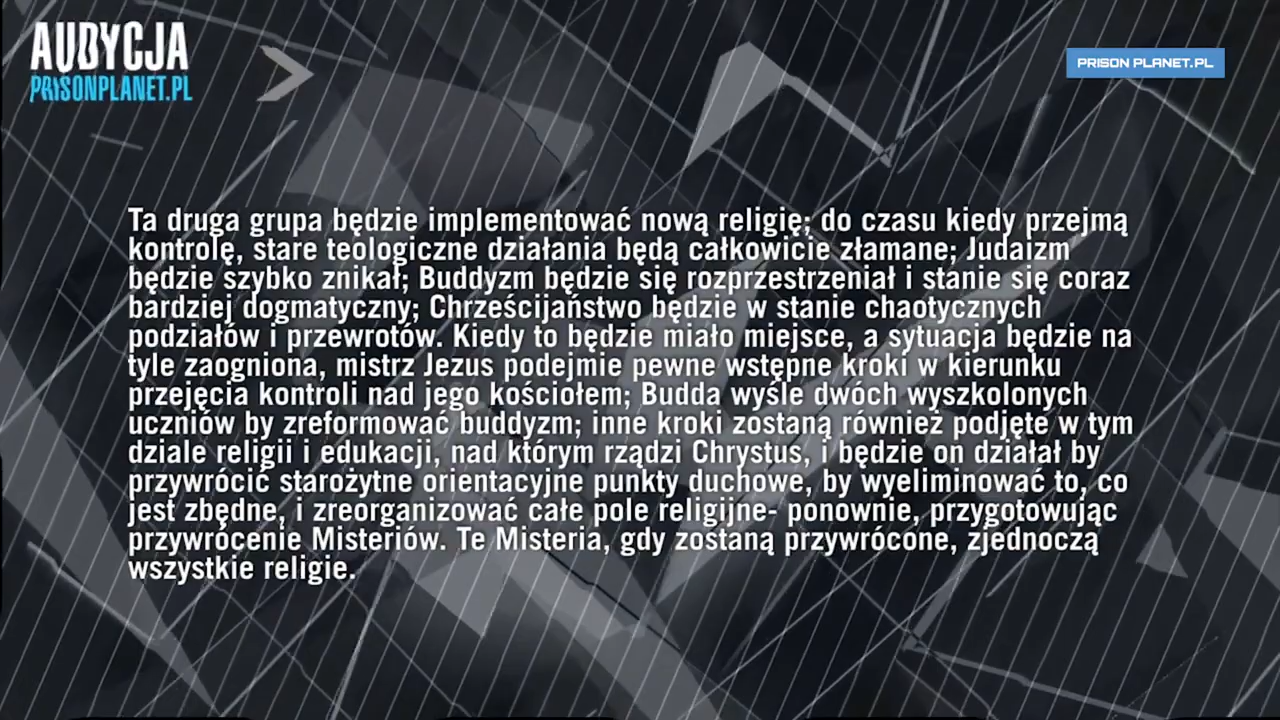 AUDYCJA
PRISONPLANET.PL
PRISON PLANET.PL
Ta druga grupa będzie implementować nową religię; do czasu kiedy przejmą
kontrolę, stare teologiczne działania będą całkowicie złamane; Judaizm
będzie szybko znikał; Buddyzm będzie się rozprzestrzeniał i stanie się coraz
bardziej dogmatyczny; Chrześcijaństwo będzie w stanie chaotycznych
podziałów i przewrotów. Kiedy to będzie miało miejsce, a sytuacja będzie na
tyle zaogniona, mistrz Jezus podejmie pewne wstępne kroki w kierunku
przejęcia kontroli nad jego kościołem; Budda wyśle dwóch wyszkolonych
uczniów by zreformować buddyzm; inne kroki zostaną również podjęte w tym
dziale religii i edukacji, nad którym rządzi Chrystus, i będzie on działał by
przywrócić starożytne orientacyjne punkty duchowe, by wyeliminować to, co
jest zbędne, i zreorganizować całe pole religijne- ponownie, przygotowując
przywrócenie Misteriów. Te Misteria, gdy zostaną przywrócone, zjednoczą
wszystkie religie.